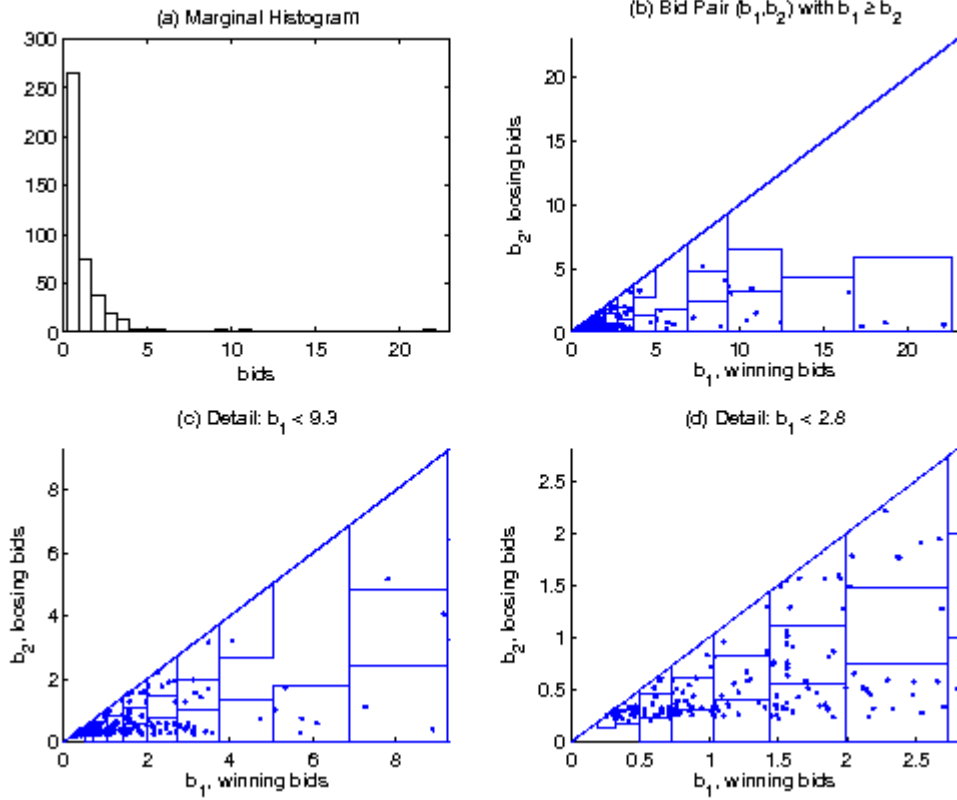 (a) Marginal Histogram
300
250
200
150
100
50
0
0 5 10 15 20
bids
(b) Bid Pair (b1,b2) with b1 ≥ b2
20
15
10
5
0
0 5 10 15 20
b2, loosing bids
b1, winning bids
(c) Detail: b1 < 9.3
8
6
4
2
0
0 2 4 6 8
b2, loosing bids
b1, winning bids
(d) Detail: b1 < 2.8
2.5
2
1.5
1
0.5
0
0 0.5 1 1.5 2 2.5
b2, loosing bids
b1, winning bids